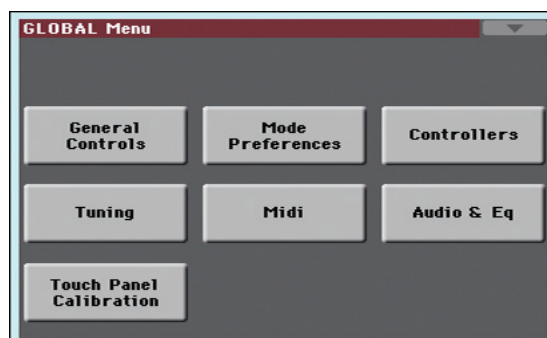 GLOBAL Menu
General
Controls
Mode
Preferences
Controllers
Tuning
Midi
Audio & Eq
Touch Panel
Calibration